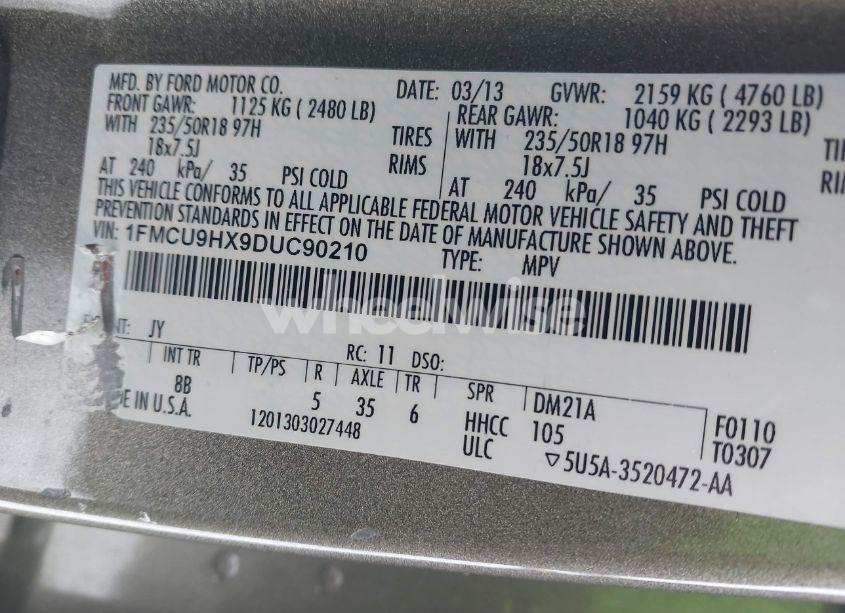 MFD. BY FORD MOTOR CO. DATE: 03/13 GVWR: 2159 KG ( 4760 LB)
FRONT GAWR: 1125 KG ( 2480 LB) REAR GAWR: 1040 KG ( 2293 LB)
WITH 235/50R18 97H TIRES WITH 235/50R18 97H
18x7.5J RIMS 18x7.5J
AT 240 kPa/ 35 PSI COLD AT 240 kPa/ 35 PSI COLD
THIS VEHICLE CONFORMS TO ALL APPLICABLE FEDERAL MOTOR VEHICLE SAFETY AND THEFT
PREVENTION STANDARDS IN EFFECT ON THE DATE OF MANUFACTURE SHOWN ABOVE.
VIN: 1FMCU9HX9DUC90210 TYPE: MPV
wheelwise
JY RC: 11 DSO:
INT TR TP/PS R AXLE TR SPR DM21A F0110
8B 5 35 6 HHCC 105 T0307
IN U.S.A. 1201303027448 ULC ▽5U5A-3520472-AA